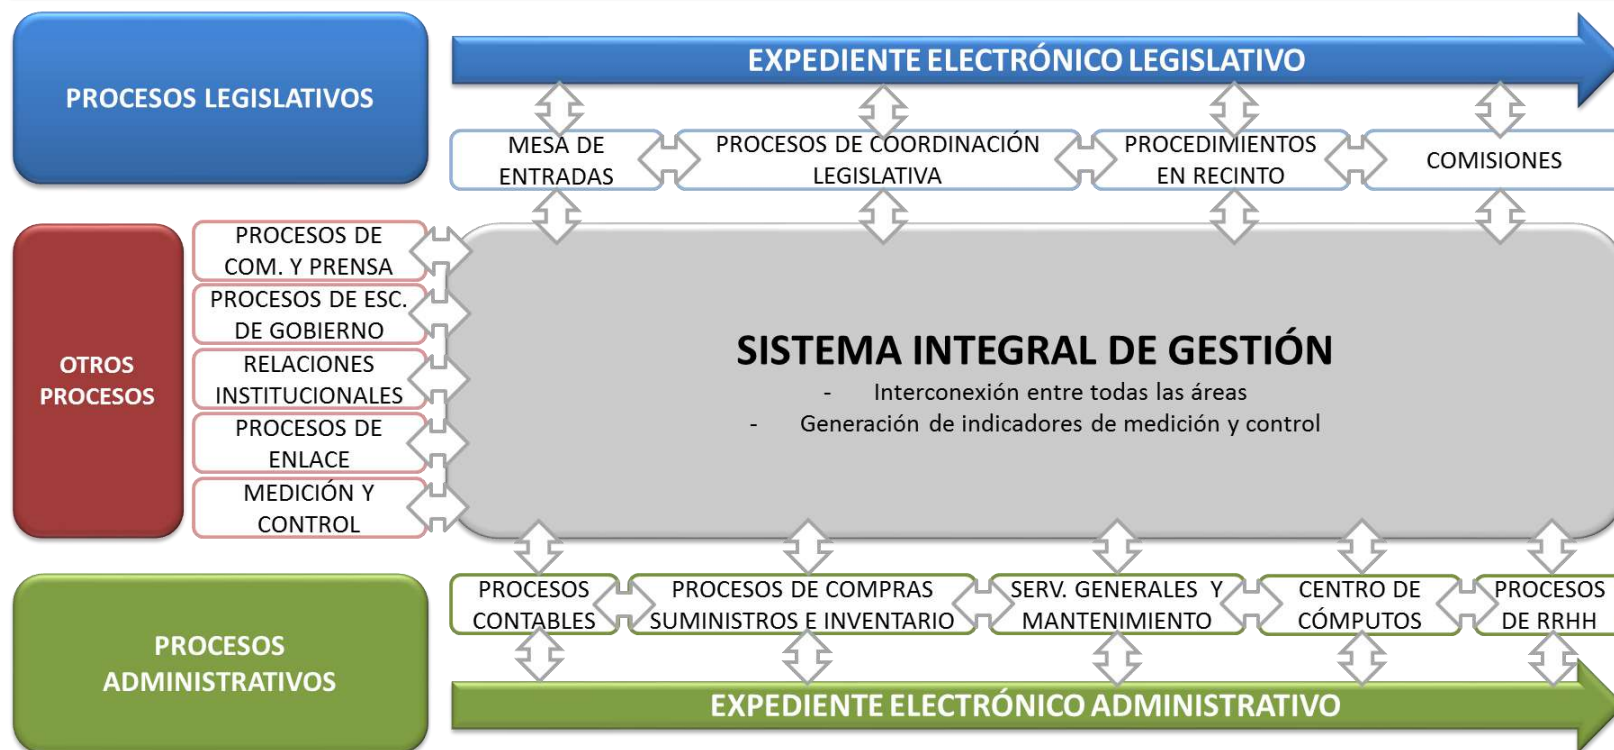 PROCESOS LEGISLATIVOS
EXPEDIENTE ELECTRÓNICO LEGISLATIVO
MESA DE
ENTRADAS
PROCESOS DE COORDINACIÓN
LEGISLATIVA
PROCEDIMIENTOS
EN RECINTO
COMISIONES
OTROS
PROCESOS
PROCESOS DE
COM. Y PRENSA
PROCESOS DE ESC.
DE GOBIERNO
RELACIONES
INSTITUCIONALES
PROCESOS DE
ENLACE
MEDICIÓN Y
CONTROL
SISTEMA INTEGRAL DE GESTIÓN
- Interconexión entre todas las áreas
- Generación de indicadores de medición y control
PROCESOS
ADMINISTRATIVOS
PROCESOS
CONTABLES
PROCESOS DE COMPRAS
SUMINISTROS E INVENTARIO
SERV. GENERALES Y
MANTENIMIENTO
CENTRO DE
CÓMPUTOS
PROCESOS
DE RRHH
EXPEDIENTE ELECTRÓNICO ADMINISTRATIVO